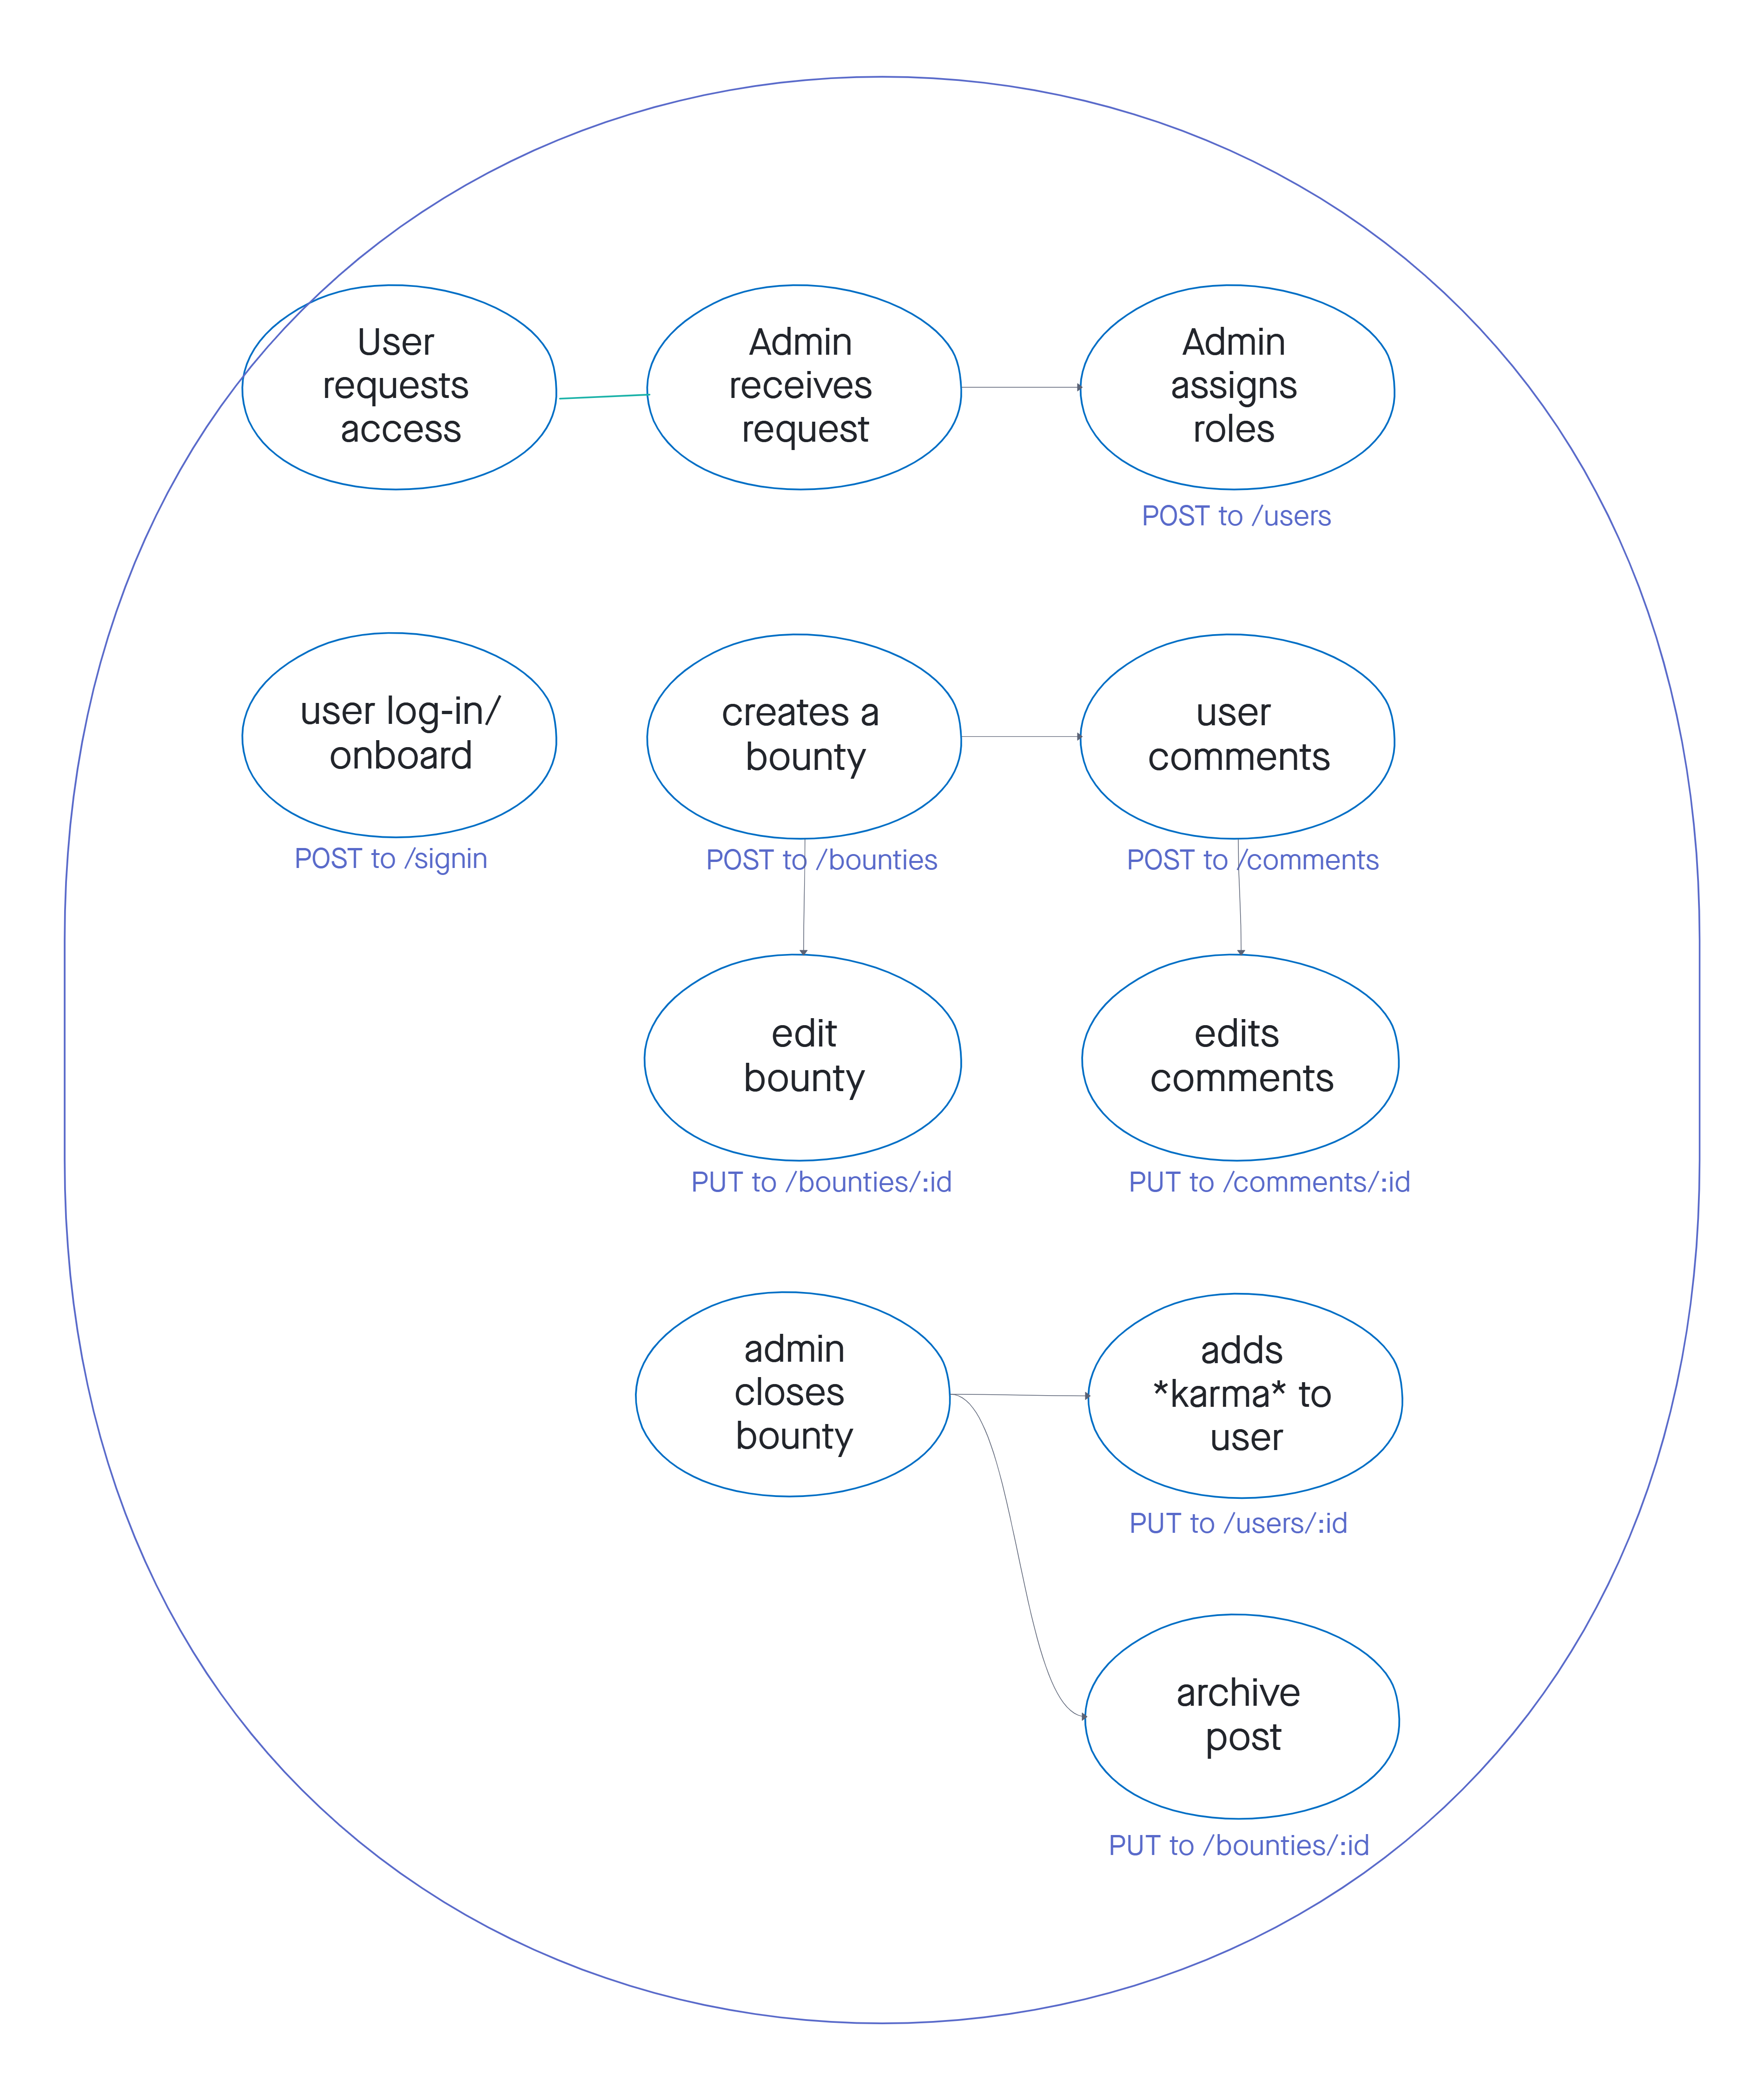 User
requests
access
Admin
receives
request
Admin
assigns
roles
POST to /users
user log-in/
onboard
POST to /signin
creates a
bounty
POST to /bounties
user
comments
POST to /comments
edit
bounty
PUT to /bounties/:id
edits
comments
PUT to /comments/:id
admin
closes
bounty
adds
*karma* to
user
PUT to /users/:id
archive
post
PUT to /bounties/:id